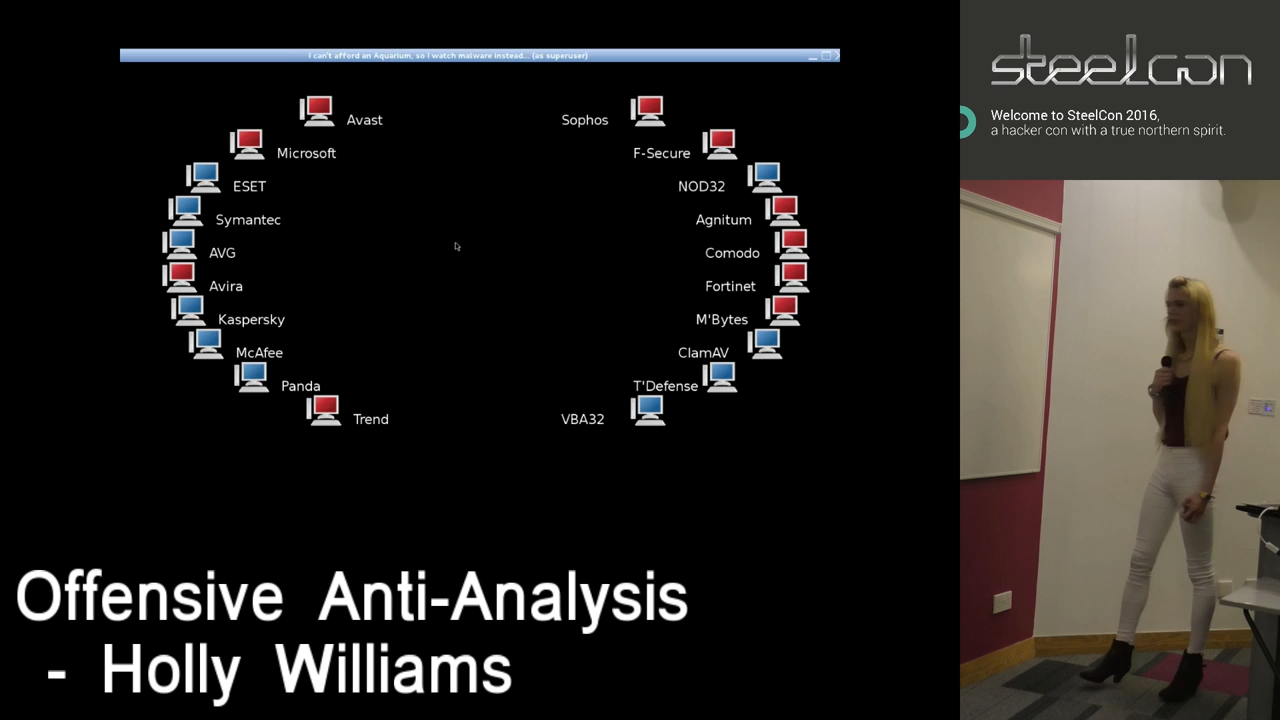 I can't afford an Aquarium, so I watch malware instead... (as superuser)
Avast
Microsoft
ESET
Symantec
AVG
Avira
Kaspersky
McAfee
Panda
Trend
Sophos
F-Secure
NOD32
Agnitum
Comodo
Fortinet
M'Bytes
ClamAV
T'Defense
VBA32
steelcon
Welcome to SteelCon 2016,
a hacker con with a true northern spirit.
Offensive Anti-Analysis
- Holly Williams